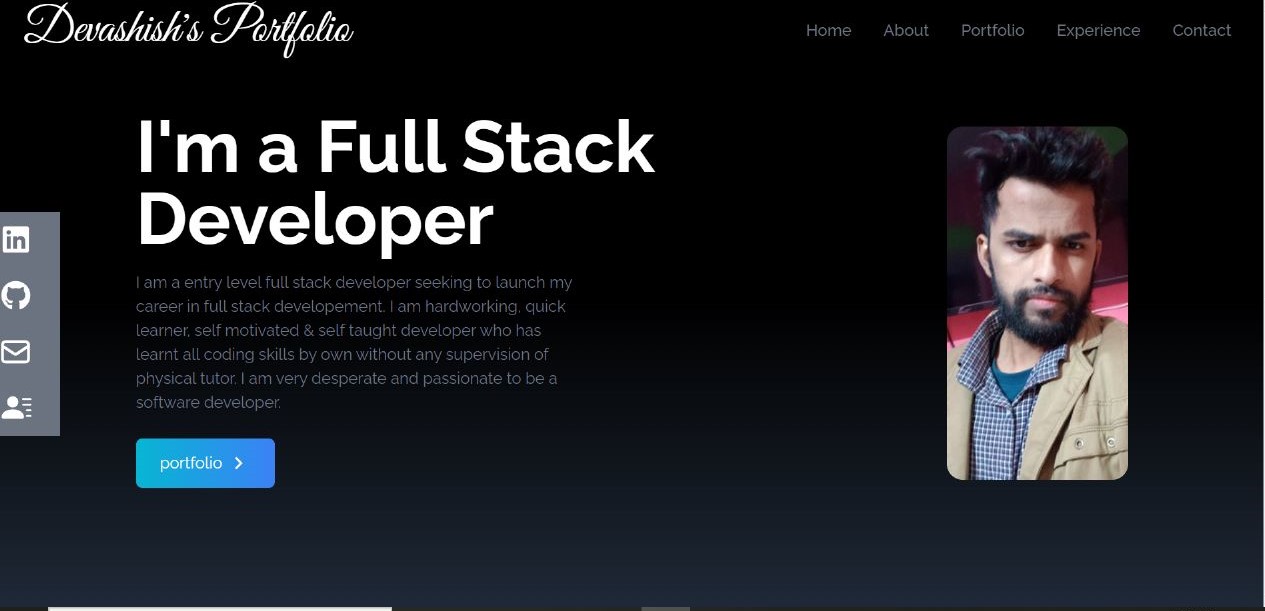 Devashish's Portfolio
Home About Portfolio Experience Contact
I'm a Full Stack
Developer
I am a entry level full stack developer seeking to launch my
career in full stack developement. I am hardworking, quick
learner, self motivated & self taught developer who has
learnt all coding skills by own without any supervision of
physical tutor. I am very desperate and passionate to be a
software developer.
in
portfolio